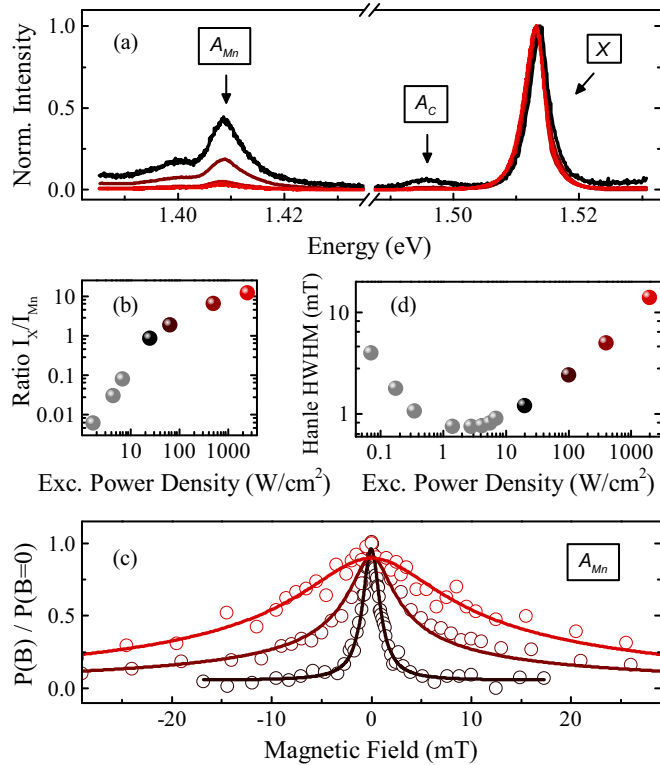 (a)
A_Mn
A_C
X
Norm. Intensity
1.0
0.5
0.0
1.40 1.42 1.50 1.52
Energy (eV)
(b)
Ratio I_X/I_Mn
10
1
0.1
0.01
1 10 100 1000
Exc. Power Density (W/cm²)
(d)
Hanle HWHM (mT)
10
1
0.1 1 10 100 1000
Exc. Power Density (W/cm²)
(c)
A_Mn
P(B) / P(B=0)
1.0
0.5
0.0
-20 -10 0 10 20
Magnetic Field (mT)